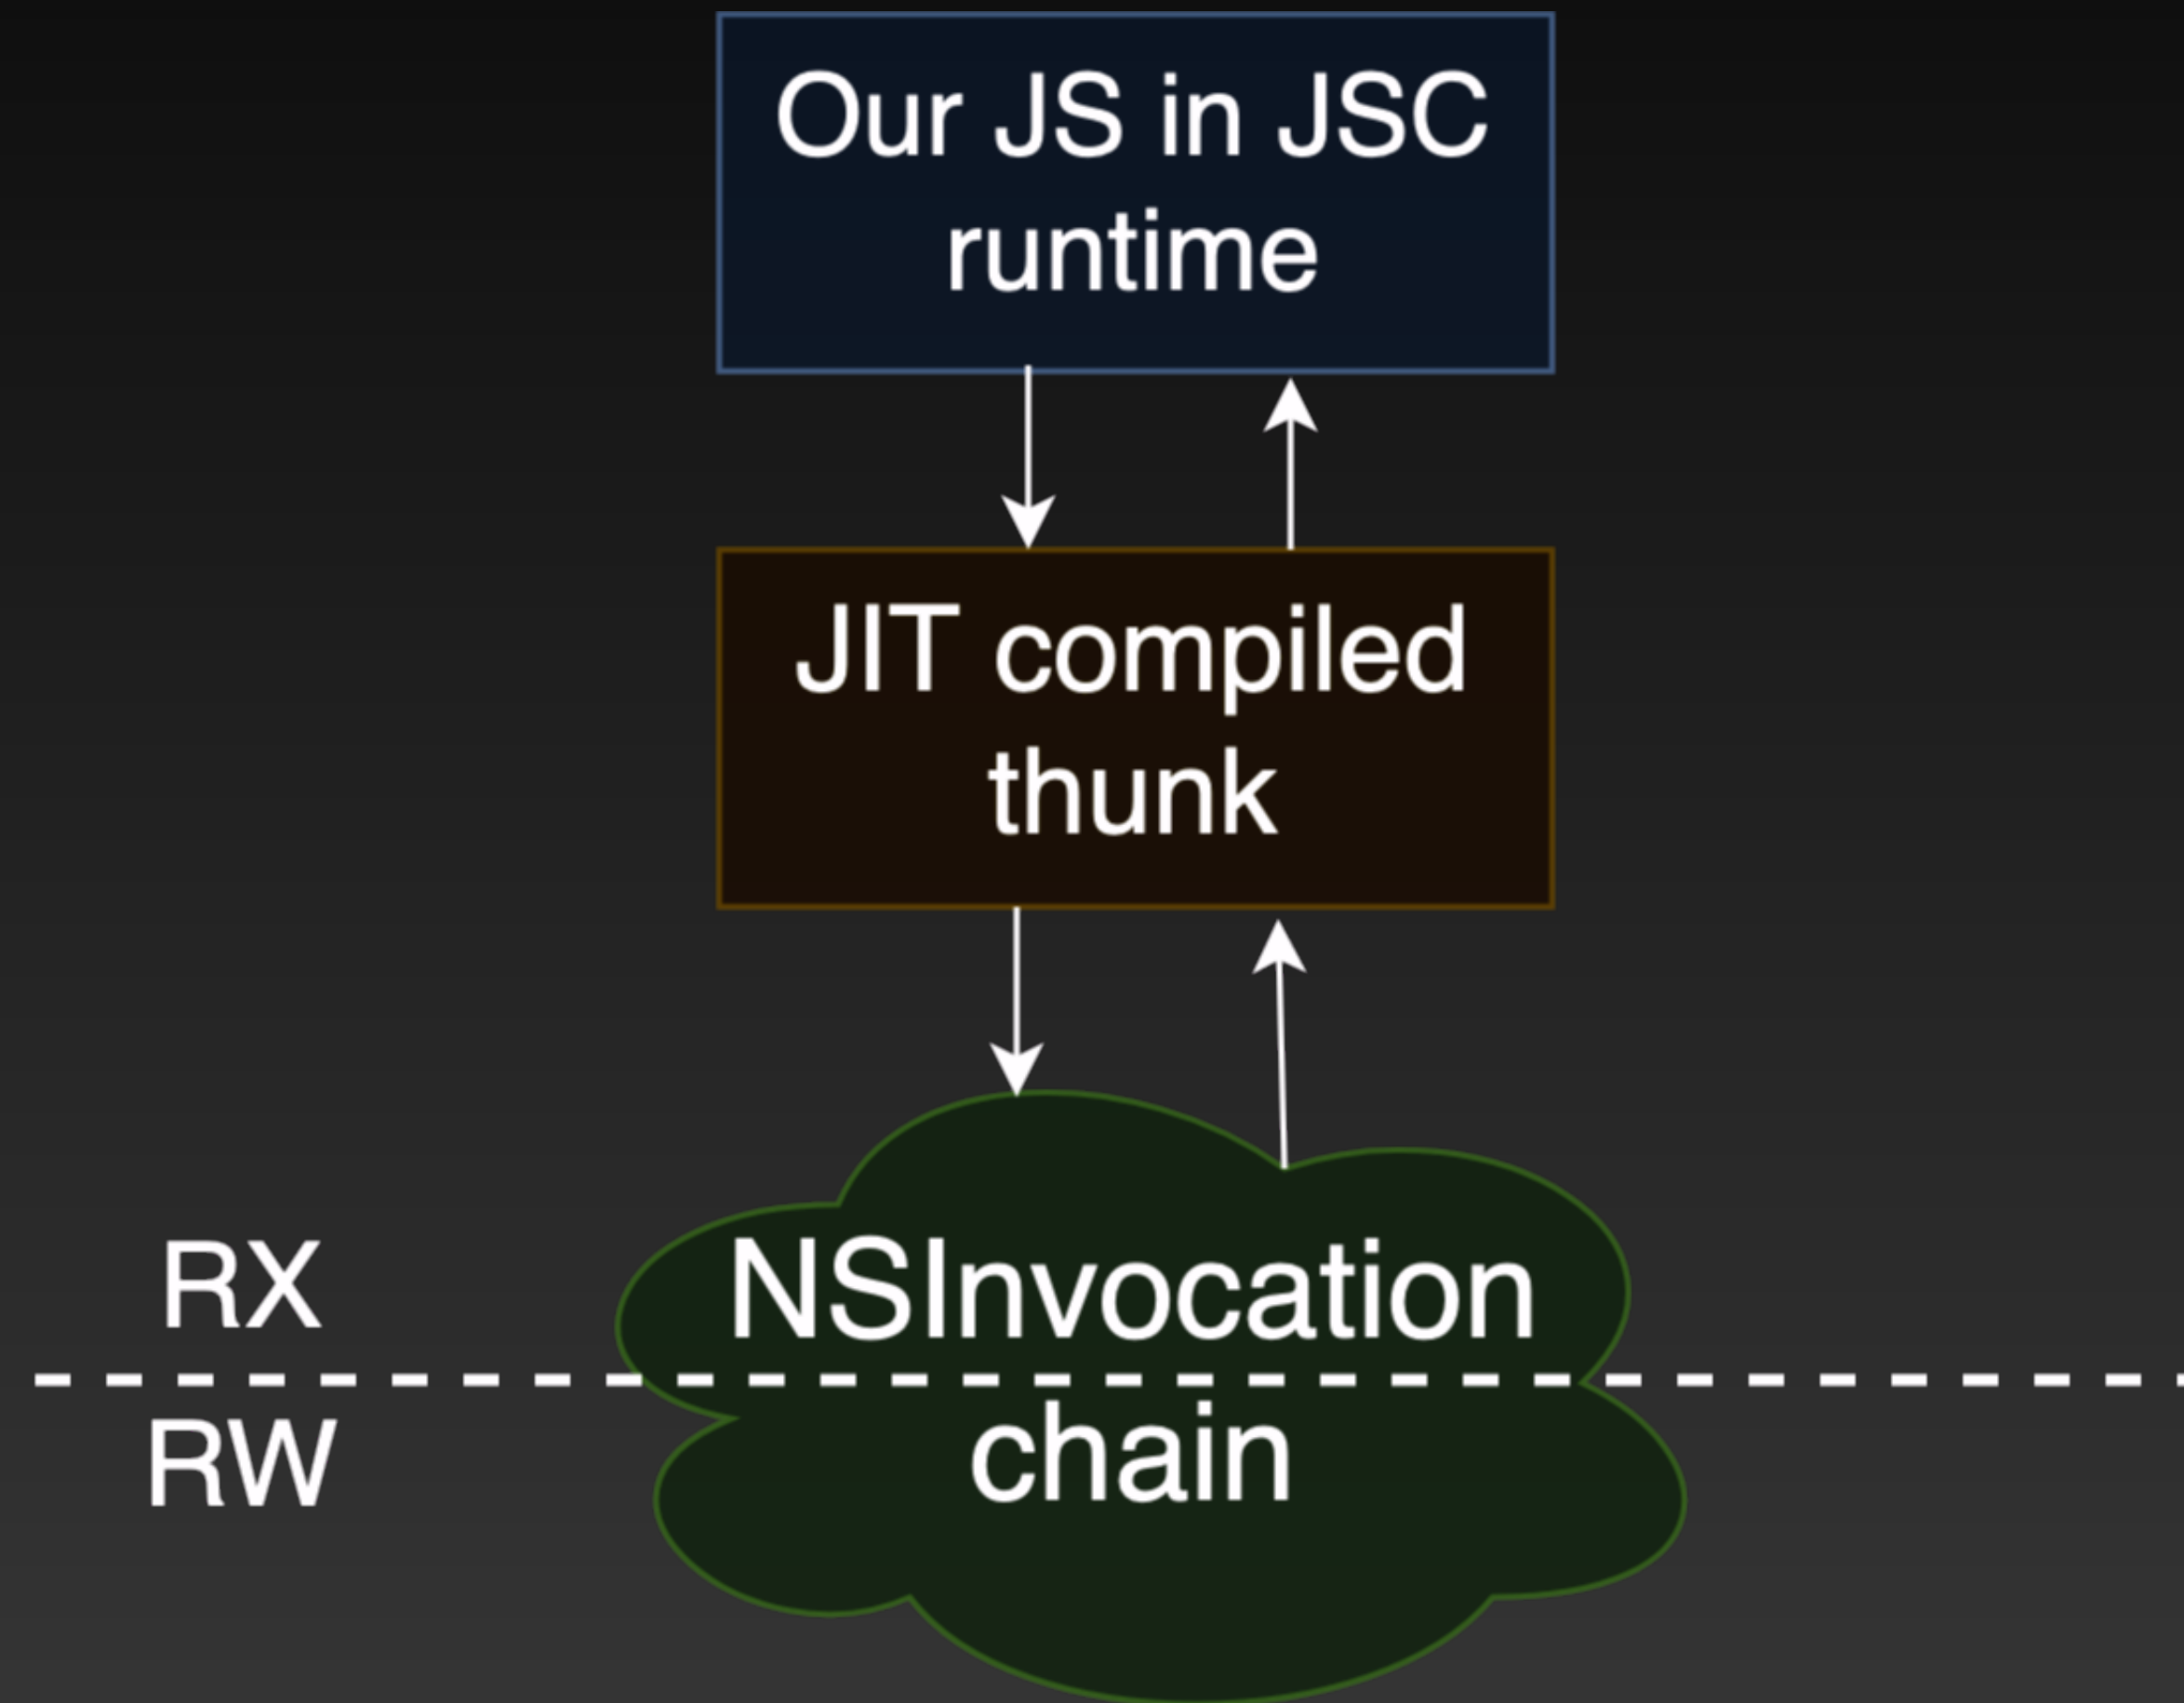 Our JS in JSC
runtime
JIT compiled
thunk
NSInvocation
chain
RX
RW